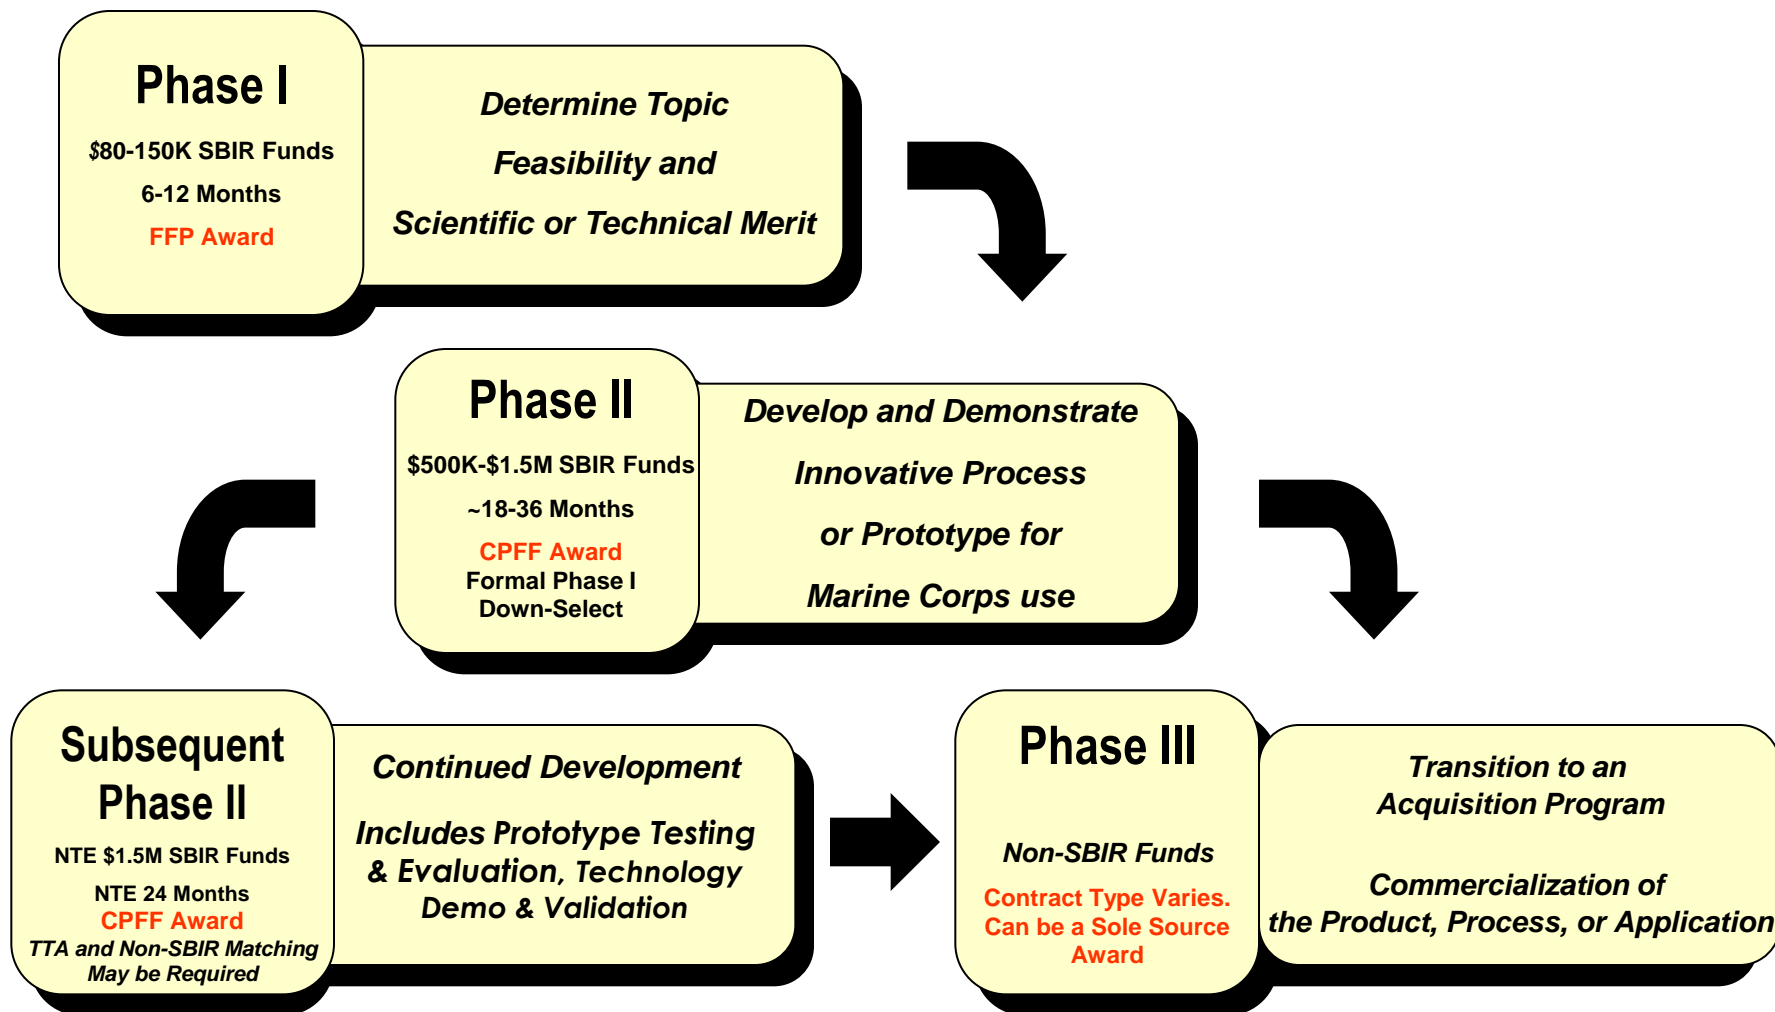 Phase I
$80-150K SBIR Funds
6-12 Months
FFP Award
Determine Topic
Feasibility and
Scientific or Technical Merit
Phase II
$500K-$1.5M SBIR Funds
~18-36 Months
CPFF Award
Formal Phase I
Down-Select
Develop and Demonstrate
Innovative Process
or Prototype for
Marine Corps use
Subsequent
Phase II
NTE $1.5M SBIR Funds
NTE 24 Months
CPFF Award
TTA and Non-SBIR Matching
May be Required
Continued Development
Includes Prototype Testing
& Evaluation, Technology
Demo & Validation
Phase III
Non-SBIR Funds
Contract Type Varies.
Can be a Sole Source
Award
Transition to an
Acquisition Program
Commercialization of
the Product, Process, or Application